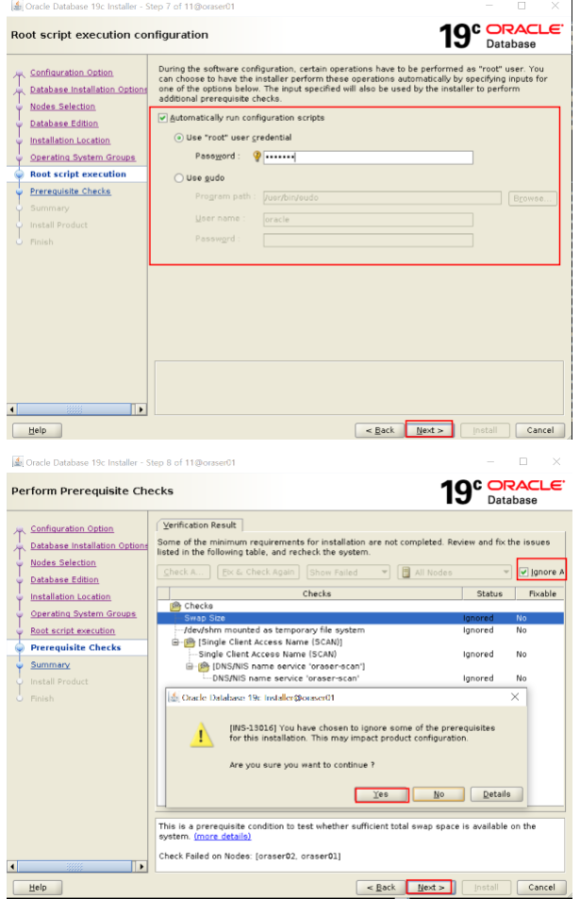 Oracle Database 19c Installer - Step 7 of 11@oraser01
Root script execution configuration
19c ORACLE
Database
Configuration Option
Database Installation Options
Nodes Selection
Database Edition
Installation Location
Operating System Groups
Root script execution
Prerequisite Checks
Summary
Install Product
Finish
During the software configuration, certain operations have to be performed as "root" user. You
can choose to have the installer perform these operations automatically by specifying inputs for
one of the options below. The input specified will also be used by the installer to perform
additional prerequisite checks.
Automatically run configuration scripts
Use "root" user credential
Password : •••••••
Use sudo
Program path : /usr/bin/sudo Browse...
User name : oracle
Password :
Help < Back Next > Install Cancel
Oracle Database 19c Installer - Step 8 of 11@oraser01
Perform Prerequisite Checks
19c ORACLE
Database
Configuration Option
Database Installation Options
Nodes Selection
Database Edition
Installation Location
Operating System Groups
Root script execution
Prerequisite Checks
Summary
Install Product
Finish
Verification Result
Some of the minimum requirements for installation are not completed. Review and fix the issues
listed in the following table, and recheck the system.
Check A... Fix & Check Again Show Failed All Nodes Ignore A
Checks Status Fixable
Checks
Swap Size Ignored No
/dev/shm mounted as temporary file system Ignored No
[Single Client Access Name (SCAN)]
Single Client Access Name (SCAN) Ignored No
[DNS/NIS name service 'oraser-scan']
DNS/NIS name service 'oraser-scan' Ignored No
Oracle Database 19c Installer@oraser01
[INS-13016] You have chosen to ignore some of the prerequisites
for this installation. This may impact product configuration.
Are you sure you want to continue ?
Yes No Details
This is a prerequisite condition to test whether sufficient total swap space is available on the
system. (more details)
Check Failed on Nodes: [oraser02, oraser01]
Help < Back Next > Install Cancel